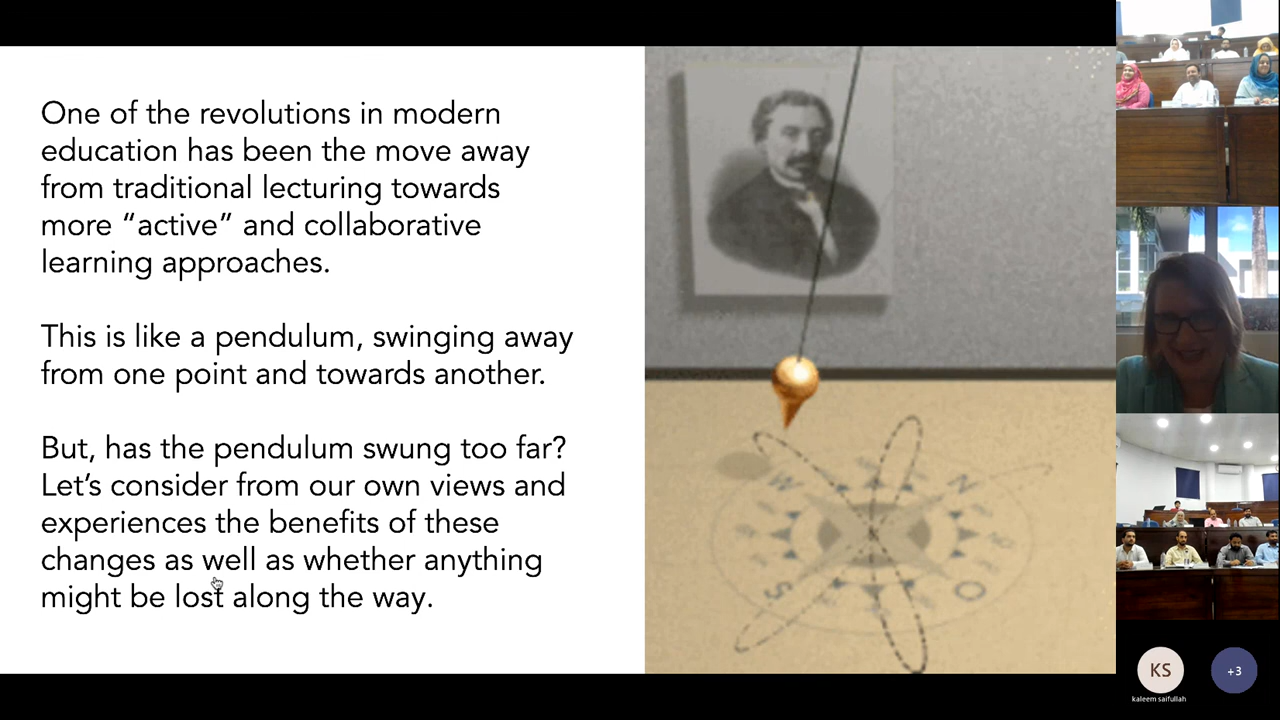 One of the revolutions in modern
education has been the move away
from traditional lecturing towards
more “active” and collaborative
learning approaches.
This is like a pendulum, swinging away
from one point and towards another.
But, has the pendulum swung too far?
Let’s consider from our own views and
experiences the benefits of these
changes as well as whether anything
might be lost along the way.
W
N
S
O
KS
+3
kaleem saifullah